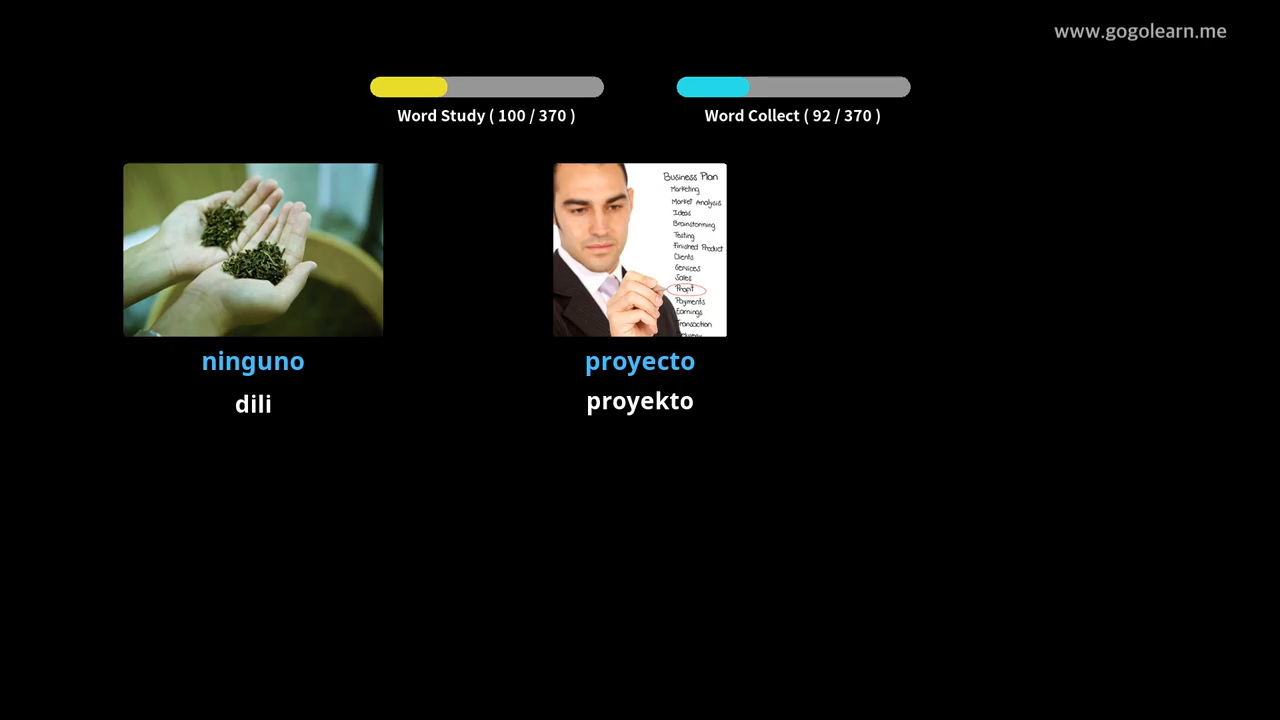 www.gogolearn.me
Word Study ( 100 / 370 )
Word Collect ( 92 / 370 )
Business Plan
Marketing
Market Analysis
Ideas
Brainstorming
Testing
Finished Product
Clients
Services
Sales
Profit
Payments
Earnings
Transaction
ninguno
proyecto
dili
proyekto